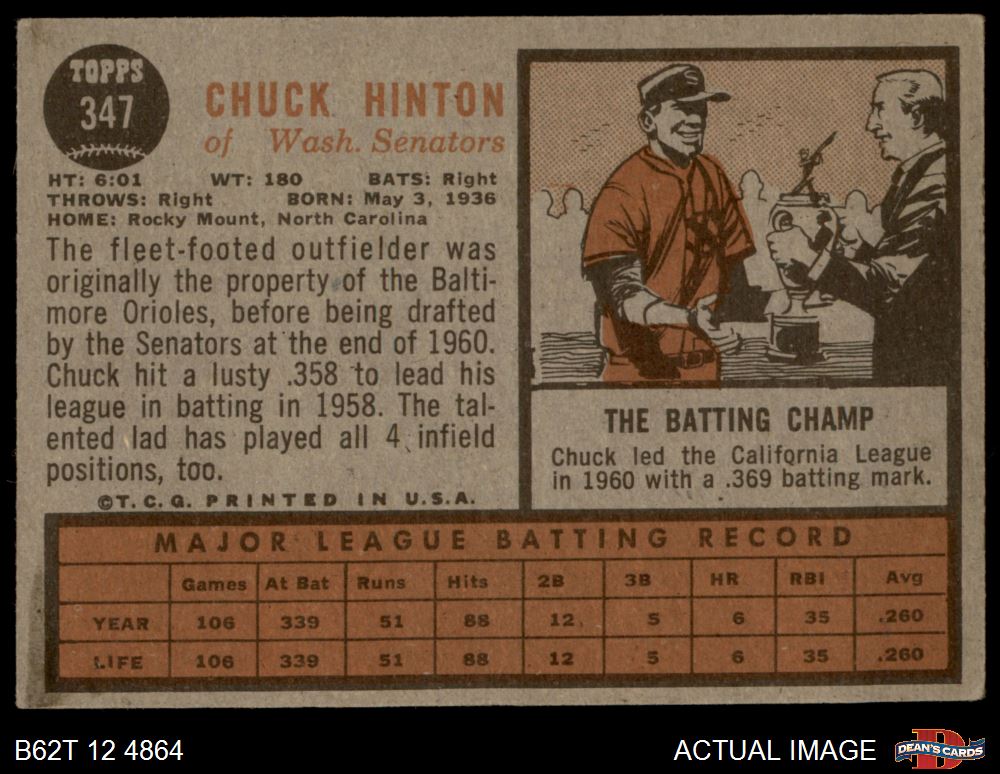 TOPPS
347
CHUCK HINTON
of Wash. Senators
HT: 6:01 WT: 180 BATS: Right
THROWS: Right BORN: May 3, 1936
HOME: Rocky Mount, North Carolina
The fleet-footed outfielder was
originally the property of the Balti-
more Orioles, before being drafted
by the Senators at the end of 1960.
Chuck hit a lusty .358 to lead his
league in batting in 1958. The tal-
ented lad has played all 4 infield
positions, too.
©T.C.G. PRINTED IN U.S.A.
S
THE BATTING CHAMP
Chuck led the California League
in 1960 with a .369 batting mark.
MAJOR LEAGUE BATTING RECORD
Games At Bat Runs Hits 2B 3B HR RBI Avg
YEAR 106 339 51 88 12 5 6 35 .260
LIFE 106 339 51 88 12 5 6 35 .260
B62T 12 4864
ACTUAL IMAGE
D
DEAN'S CARDS